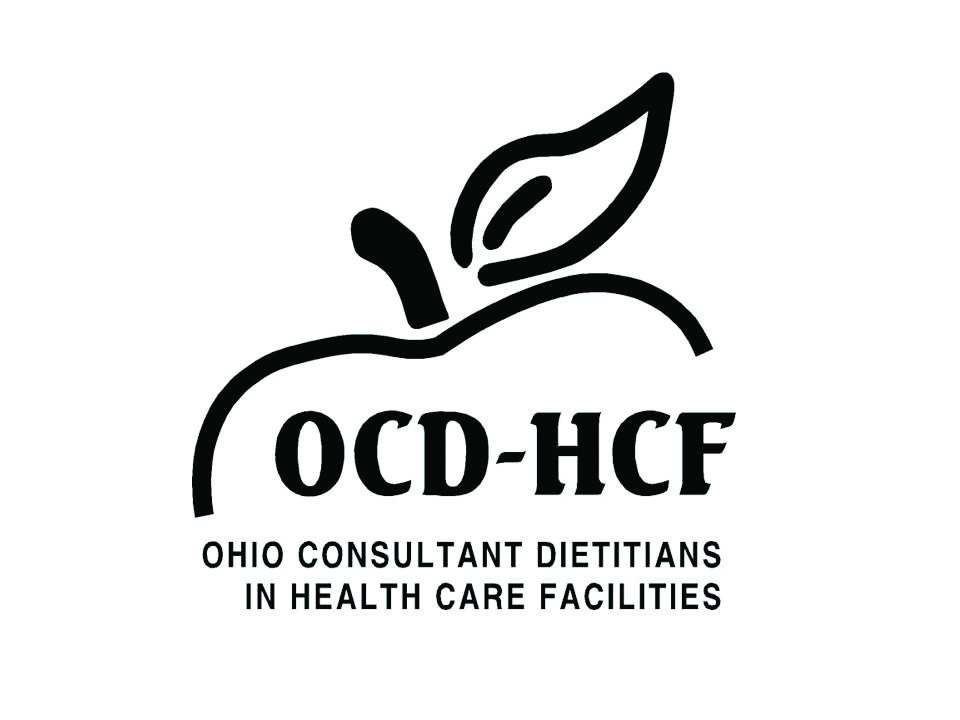 OCD-HCF
OHIO CONSULTANT DIETITIANS
IN HEALTH CARE FACILITIES